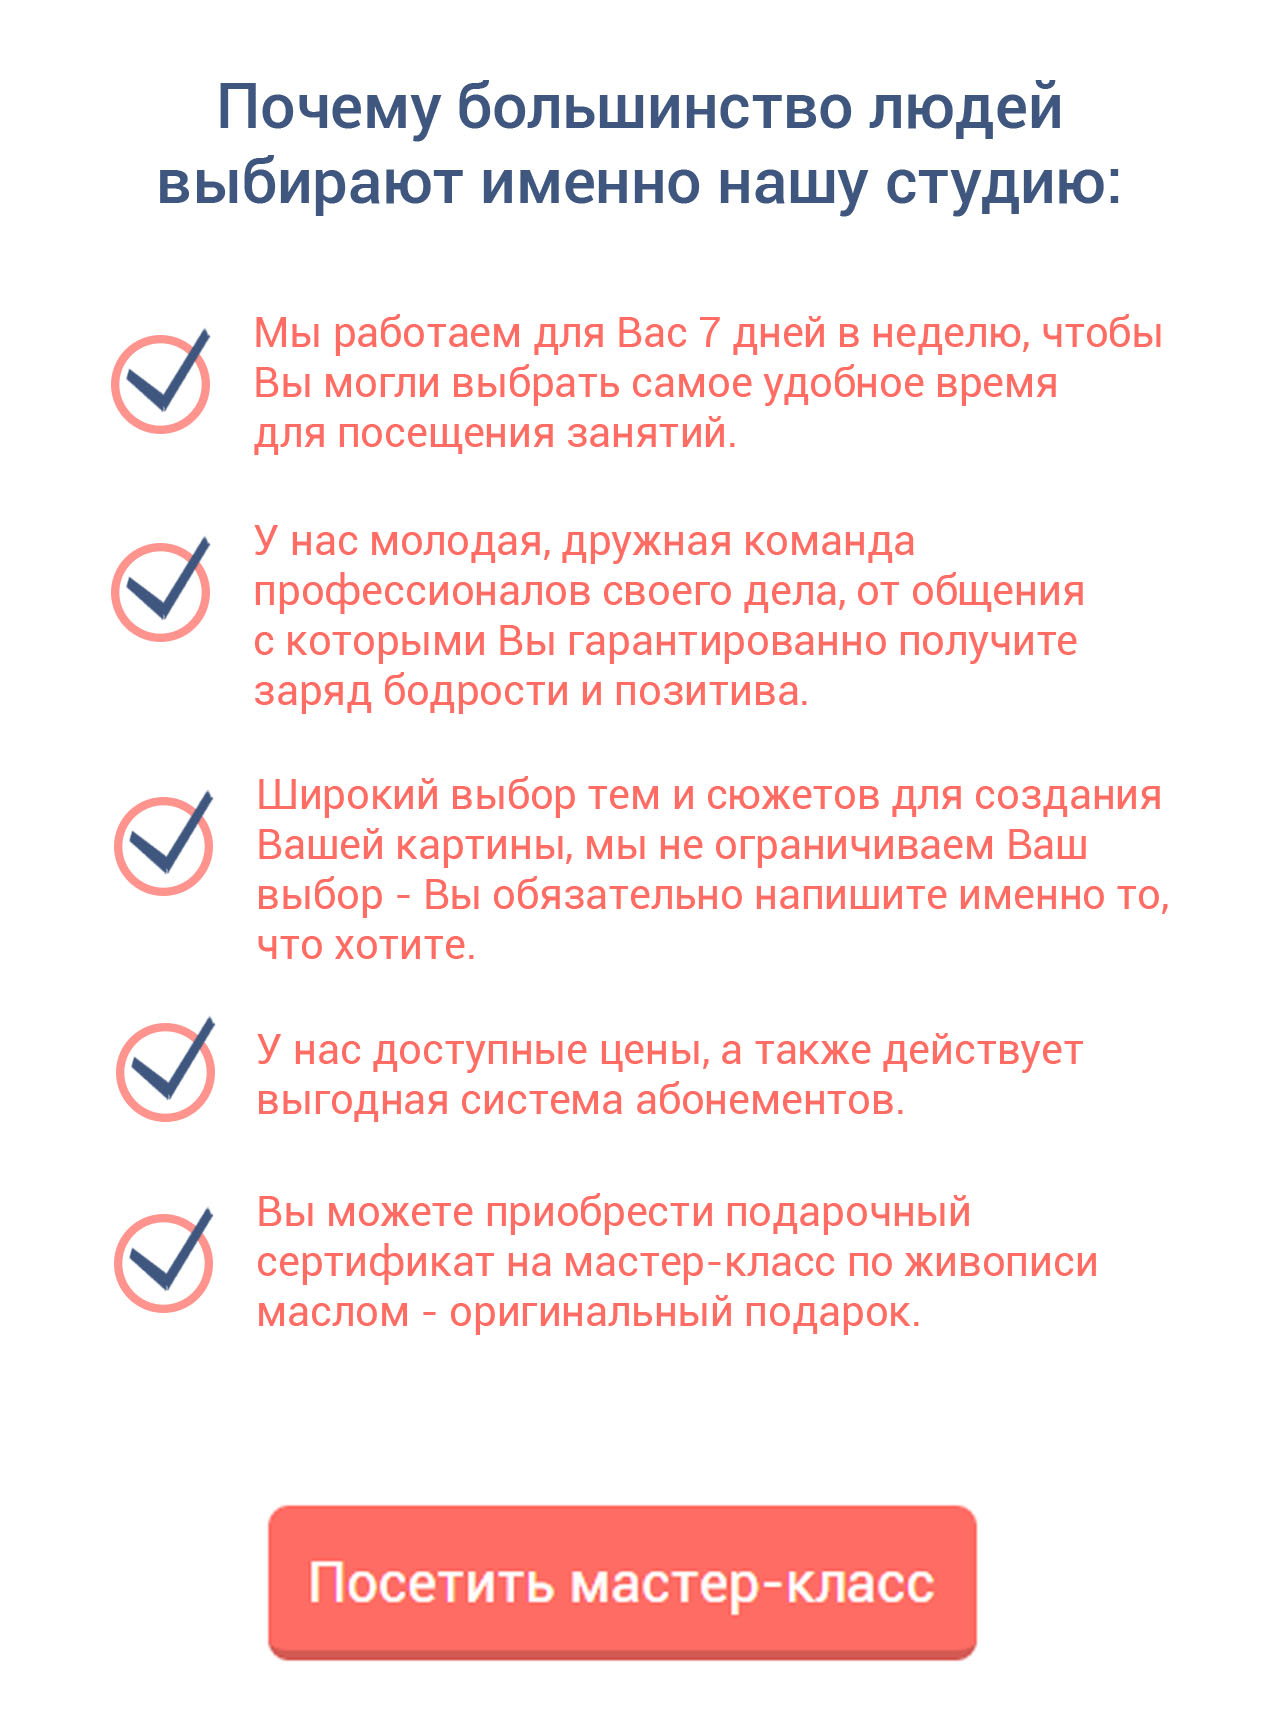 Почему большинство людей
выбирают именно нашу студию:
Мы работаем для Вас 7 дней в неделю, чтобы
Вы могли выбрать самое удобное время
для посещения занятий.
У нас молодая, дружная команда
профессионалов своего дела, от общения
с которыми Вы гарантированно получите
заряд бодрости и позитива.
Широкий выбор тем и сюжетов для создания
Вашей картины, мы не ограничиваем Ваш
выбор - Вы обязательно напишите именно то,
что хотите.
У нас доступные цены, а также действует
выгодная система абонементов.
Вы можете приобрести подарочный
сертификат на мастер-класс по живописи
маслом - оригинальный подарок.
Посетить мастер-класс